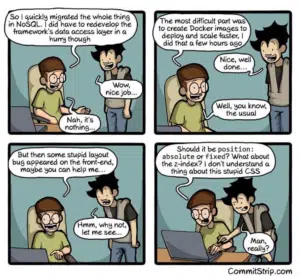 So I quickly migrated the whole thing
in NoSQL. I did have to redevelop the
framework's data access layer in a
hurry though
Wow,
nice job...
Nah, it's
nothing...
The most difficult part was
to create Docker images to
deploy and scale faster. I
did that a few hours ago
Nice, well
done...
Well, you know,
the usual
But then some stupid layout
bug appeared on the front-end,
maybe you can help me...
Hmm, why not,
let me see...
Should it be position:
absolute or fixed? What about
the z-index? I don't understand a
thing about this stupid CSS
Man,
really?
CommitStrip.com